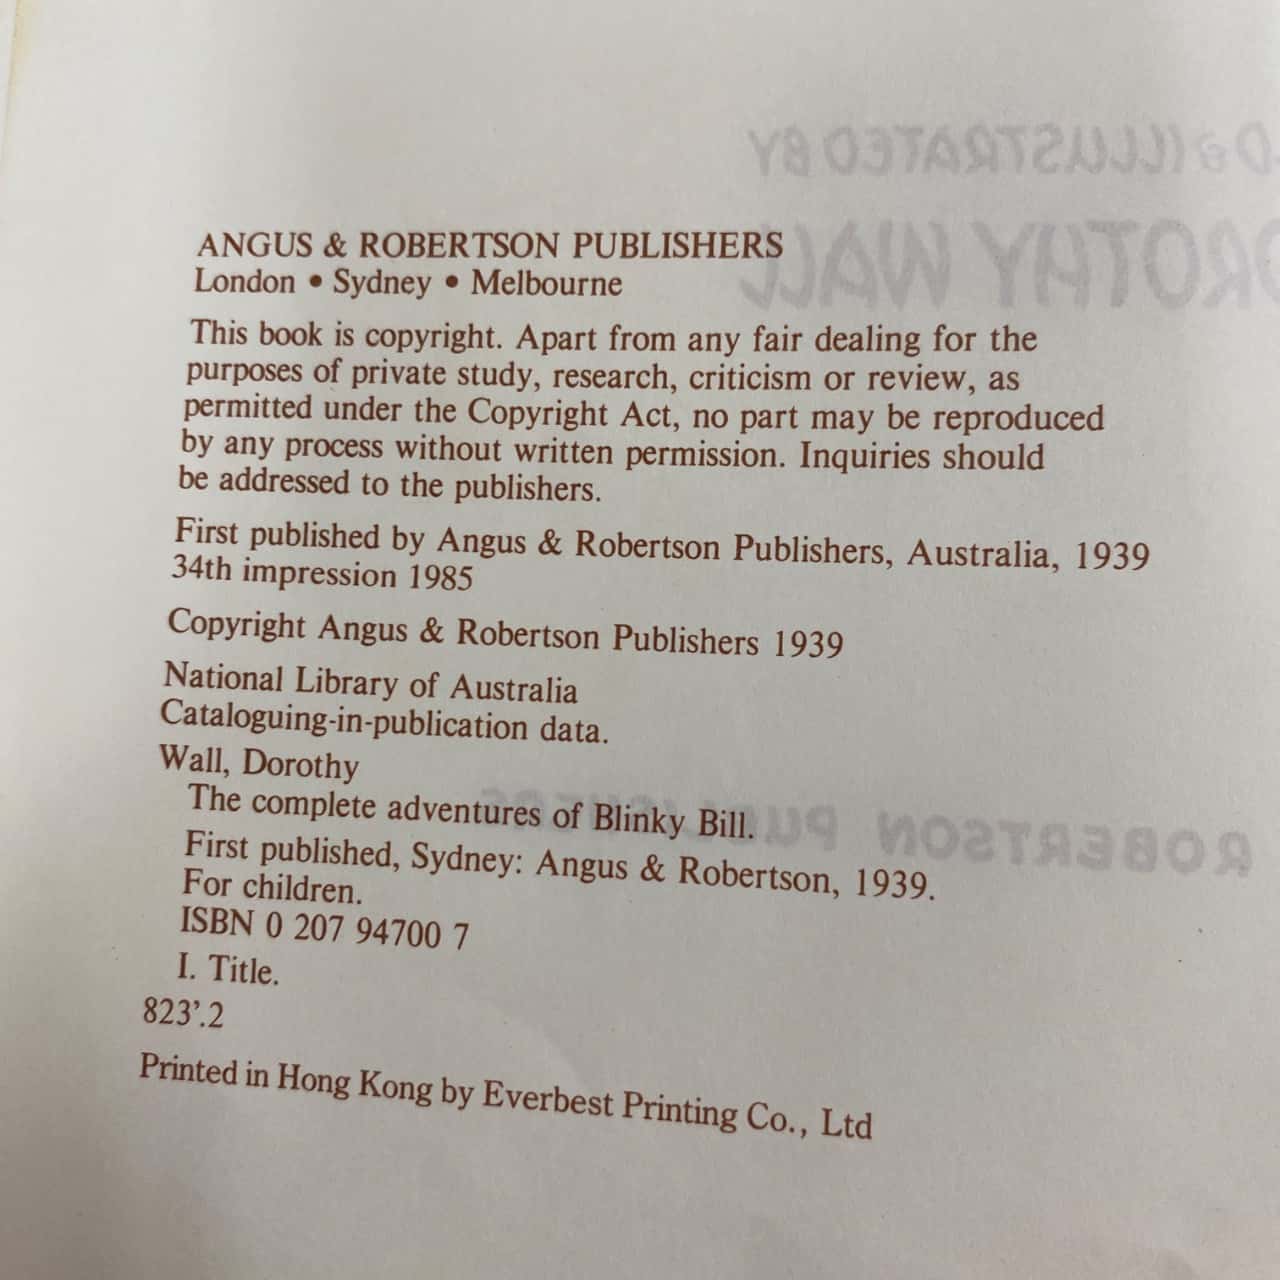 ANGUS & ROBERTSON PUBLISHERS
London • Sydney • Melbourne
This book is copyright. Apart from any fair dealing for the
purposes of private study, research, criticism or review, as
permitted under the Copyright Act, no part may be reproduced
by any process without written permission. Inquiries should
be addressed to the publishers.
First published by Angus & Robertson Publishers, Australia, 1939
34th impression 1985
Copyright Angus & Robertson Publishers 1939
National Library of Australia
Cataloguing-in-publication data.
Wall, Dorothy
The complete adventures of Blinky Bill.
First published, Sydney: Angus & Robertson, 1939.
For children.
ISBN 0 207 94700 7
I. Title.
823'.2
Printed in Hong Kong by Everbest Printing Co., Ltd
ILLUSTRATED BY
WALL
ROBERTSON